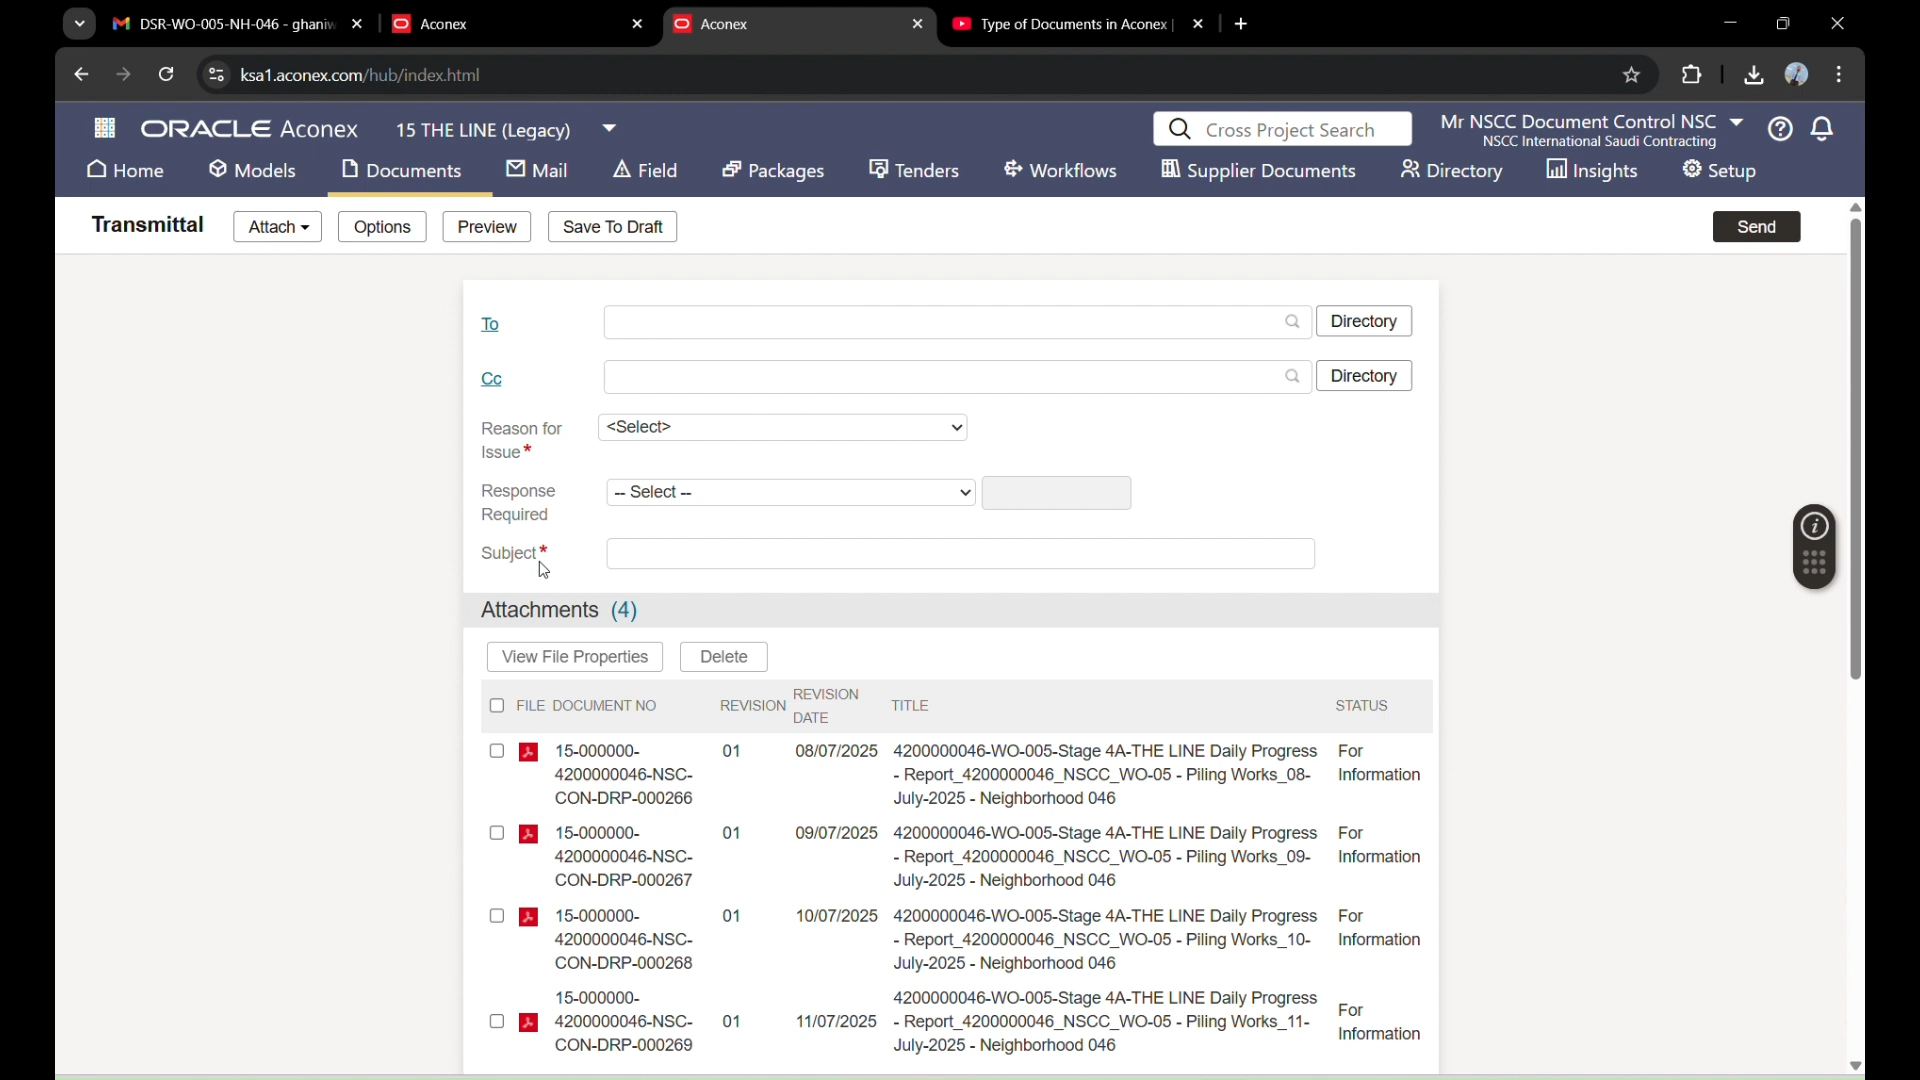 DSR-WO-005-NH-046 - ghaniw
Aconex
Aconex
Type of Documents in Aconex |
ksa1.aconex.com/hub/index.html
ORACLE Aconex
15 THE LINE (Legacy)
Cross Project Search
Mr NSCC Document Control NSC
NSCC International Saudi Contracting
Home
Models
Documents
Mail
Field
Packages
Tenders
Workflows
Supplier Documents
Directory
Insights
Setup
Transmittal
Attach
Options
Preview
Save To Draft
Send
To
Directory
Cc
Directory
Reason for
Issue*
<Select>
Response
Required
-- Select --
Subject*
Attachments (4)
View File Properties
Delete
FILE DOCUMENT NO REVISION REVISION
DATE TITLE STATUS
15-000000- 01 08/07/2025 4200000046-WO-005-Stage 4A-THE LINE Daily Progress For
4200000046-NSC- - Report_4200000046_NSCC_WO-05 - Piling Works_08- Information
CON-DRP-000266 July-2025 - Neighborhood 046
15-000000- 01 09/07/2025 4200000046-WO-005-Stage 4A-THE LINE Daily Progress For
4200000046-NSC- - Report_4200000046_NSCC_WO-05 - Piling Works_09- Information
CON-DRP-000267 July-2025 - Neighborhood 046
15-000000- 01 10/07/2025 4200000046-WO-005-Stage 4A-THE LINE Daily Progress For
4200000046-NSC- - Report_4200000046_NSCC_WO-05 - Piling Works_10- Information
CON-DRP-000268 July-2025 - Neighborhood 046
15-000000- 4200000046-WO-005-Stage 4A-THE LINE Daily Progress For
4200000046-NSC- 01 11/07/2025 - Report_4200000046_NSCC_WO-05 - Piling Works_11- Information
CON-DRP-000269 July-2025 - Neighborhood 046